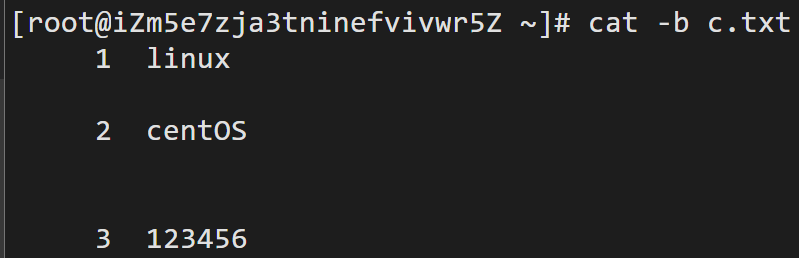 [root@iZm5e7zja3tninefvivwr5Z ~]# cat -b c.txt
1 linux
2 centOS
3 123456